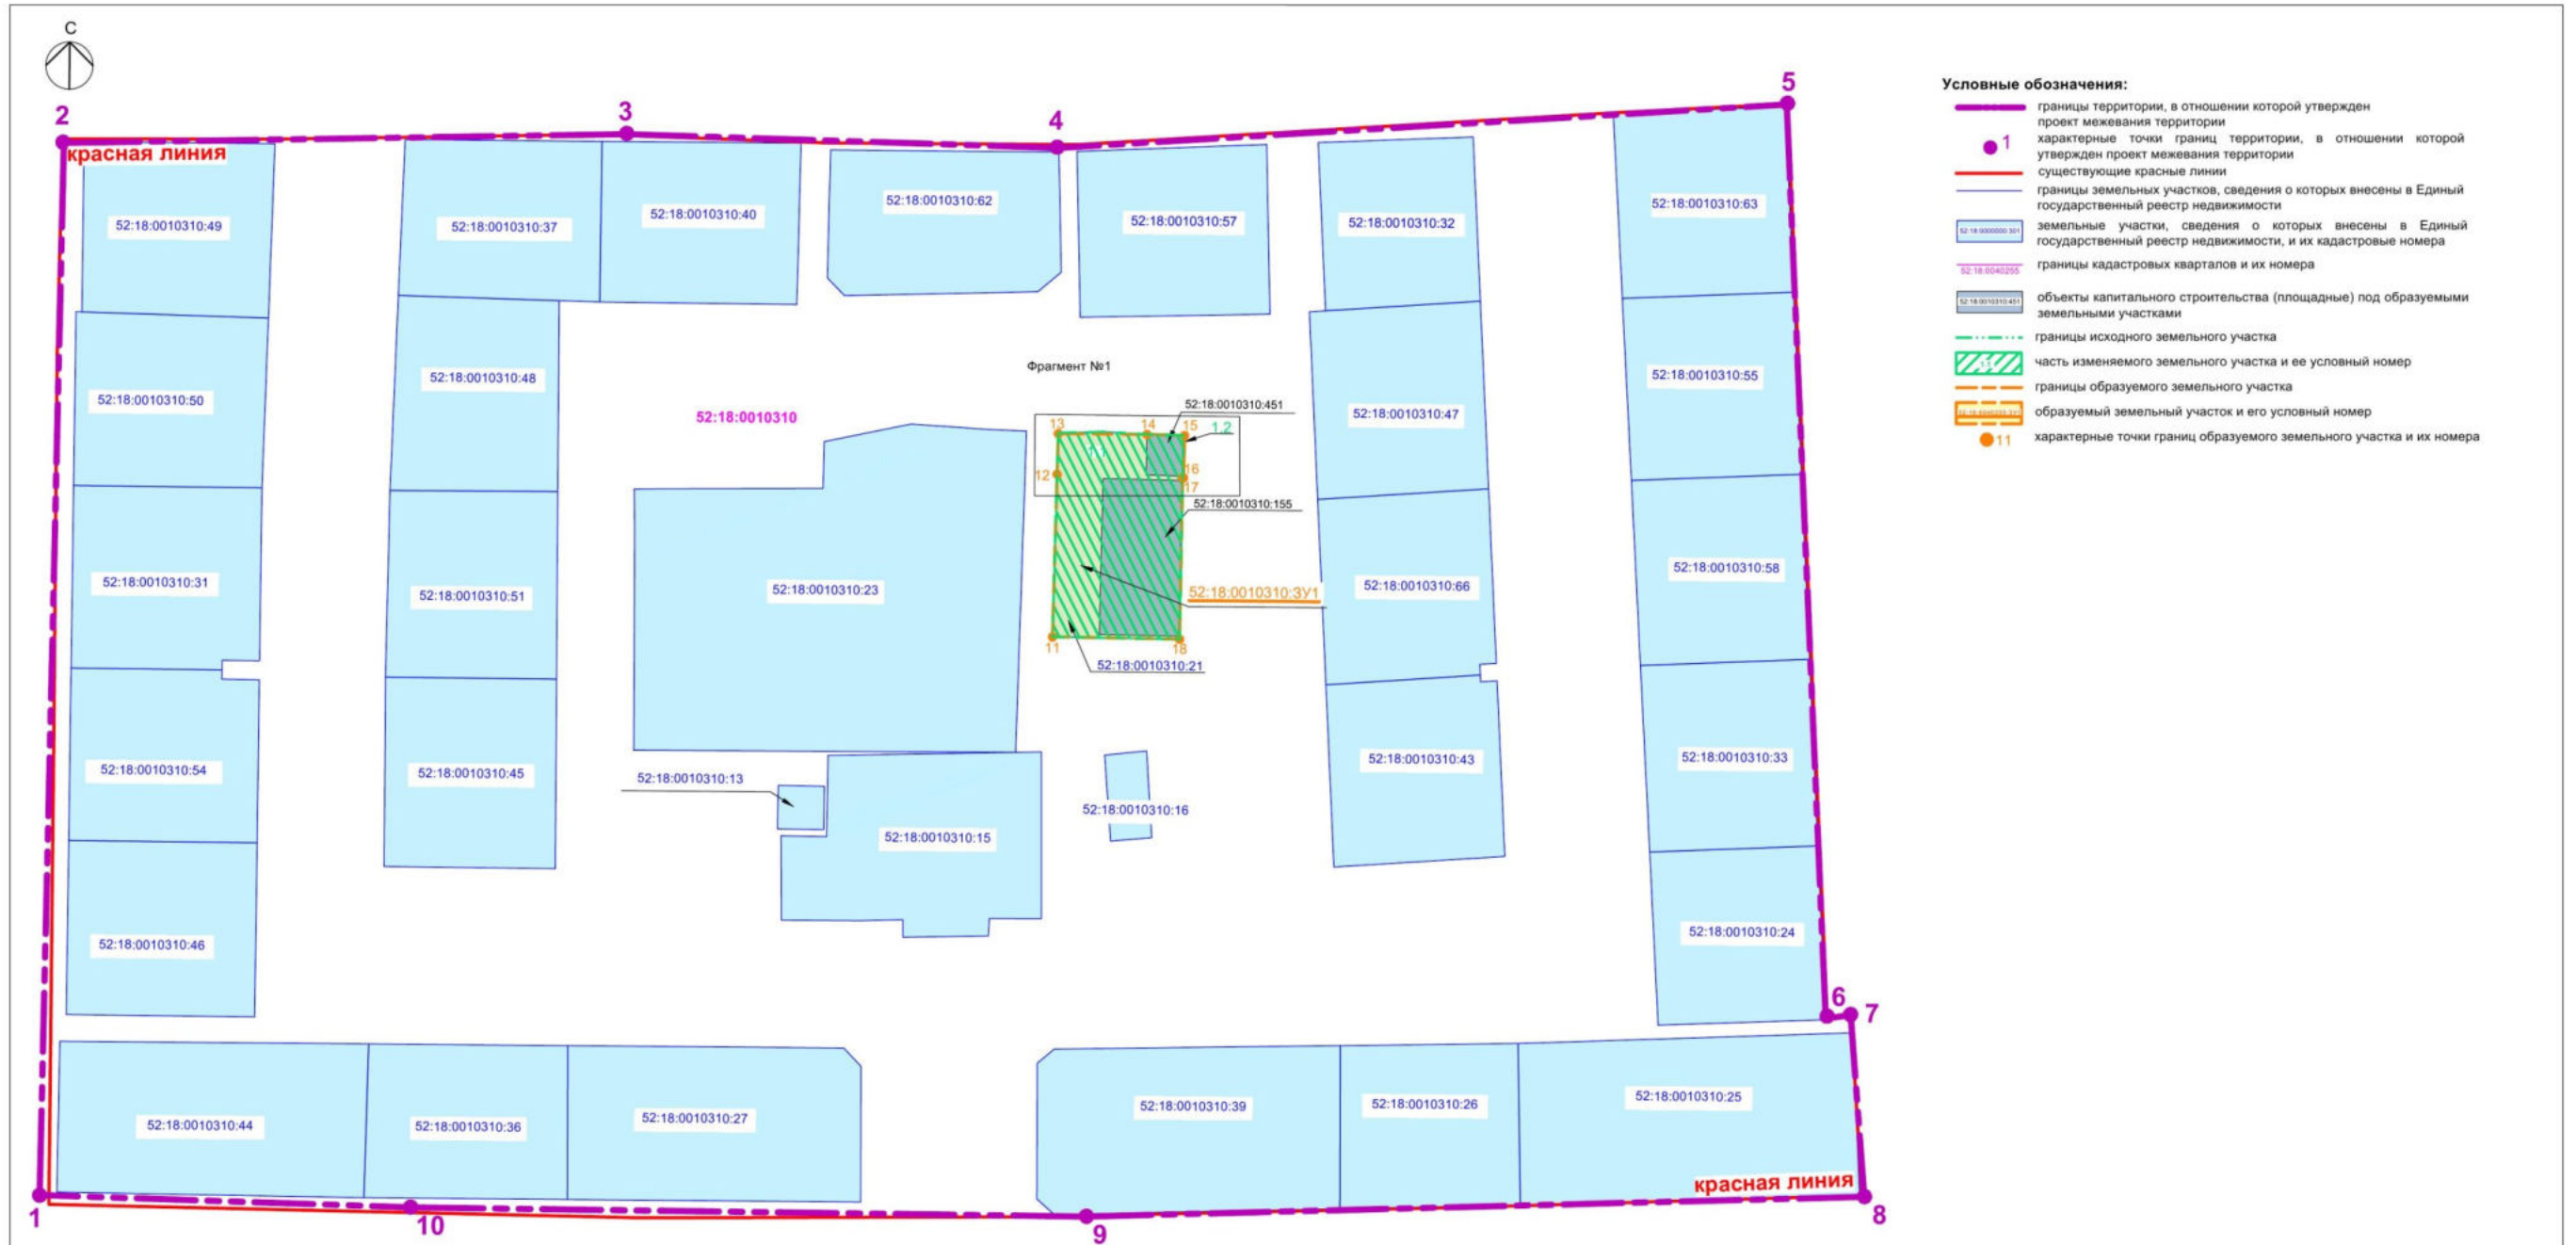 С
2
3
4
5
красная линия
52:18:0010310:49
52:18:0010310:37
52:18:0010310:40
52:18:0010310:62
52:18:0010310:57
52:18:0010310:32
52:18:0010310:63
52:18:0010310:50
52:18:0010310:48
52:18:0010310
Фрагмент №1
52:18:0010310:451
13
14
15
1.2
12
16
17
52:18:0010310:155
52:18:0010310:47
52:18:0010310:55
52:18:0010310:31
52:18:0010310:51
52:18:0010310:23
52:18:0010310:ЗУ1
11
18
52:18:0010310:21
52:18:0010310:66
52:18:0010310:58
52:18:0010310:54
52:18:0010310:45
52:18:0010310:13
52:18:0010310:15
52:18:0010310:16
52:18:0010310:43
52:18:0010310:33
52:18:0010310:46
52:18:0010310:24
6
7
52:18:0010310:44
52:18:0010310:36
52:18:0010310:27
52:18:0010310:39
52:18:0010310:26
52:18:0010310:25
красная линия
1
10
9
8
Условные обозначения:
границы территории, в отношении которой утвержден
проект межевания территории
1
характерные точки границ территории, в отношении которой
утвержден проект межевания территории
существующие красные линии
границы земельных участков, сведения о которых внесены в Единый
государственный реестр недвижимости
52:18:0000000:301
земельные участки, сведения о которых внесены в Единый
государственный реестр недвижимости, и их кадастровые номера
52:18:0040255
границы кадастровых кварталов и их номера
52:18:0010310:451
объекты капитального строительства (площадные) под образуемыми
земельными участками
границы исходного земельного участка
часть изменяемого земельного участка и ее условный номер
границы образуемого земельного участка
образуемый земельный участок и его условный номер
11
характерные точки границ образуемого земельного участка и их номера